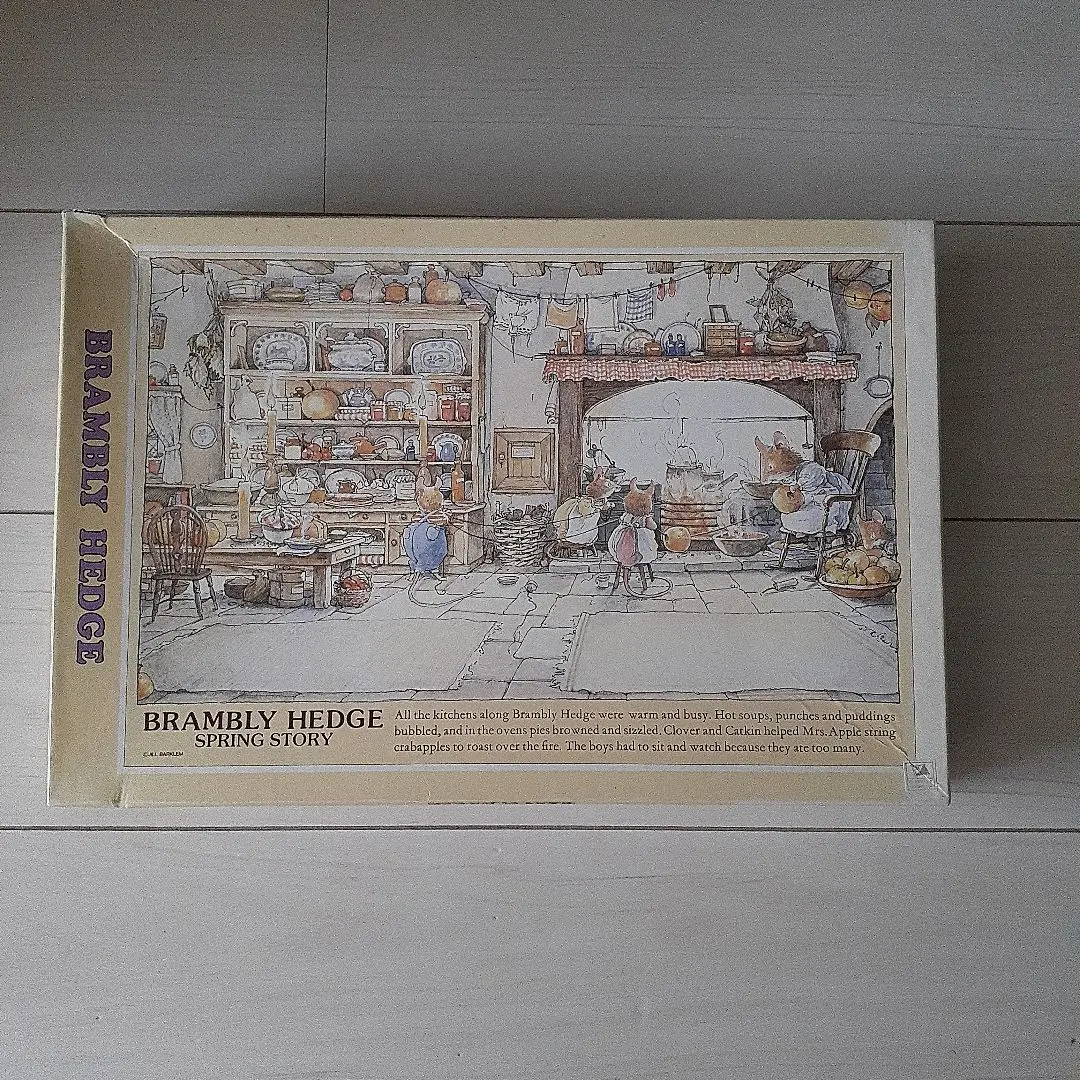 BRAMBLY HEDGE
BRAMBLY HEDGE
SPRING STORY
©JILL BARKLEM
All the kitchens along Brambly Hedge were warm and busy. Hot soups, punches and puddings
bubbled, and in the ovens pies browned and sizzled. Clover and Catkin helped Mrs. Apple string
crabapples to roast over the fire. The boys had to sit and watch because they ate too many.